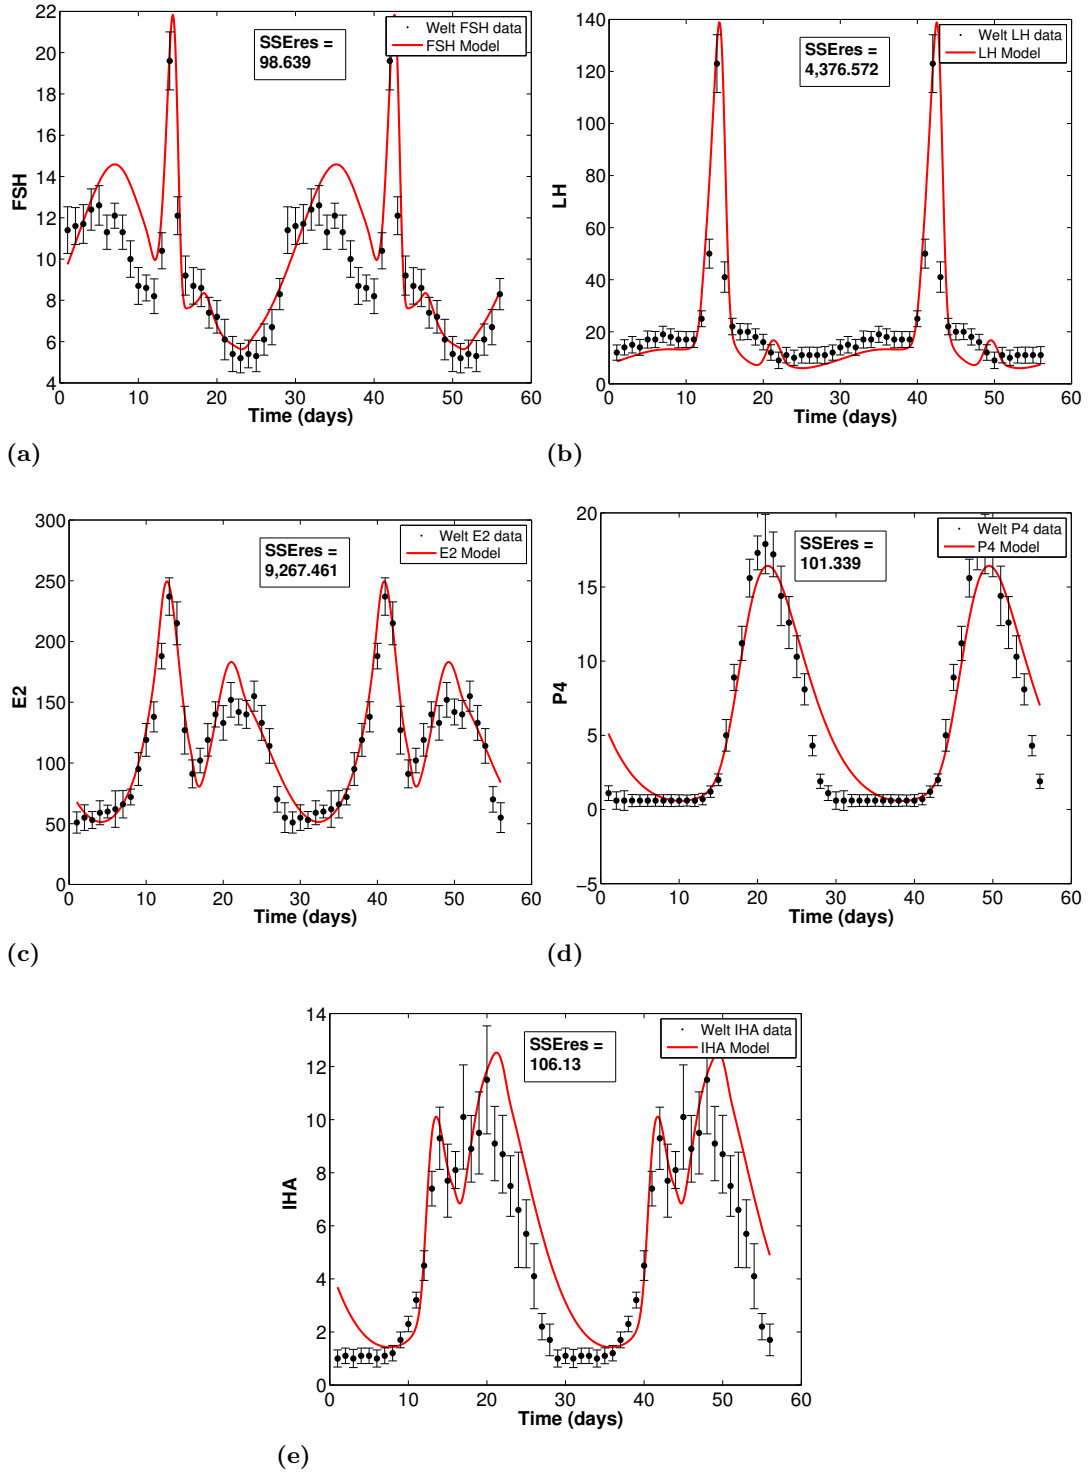 22
20
18
16
14
12
10
8
6
4
FSH
0
10
20
30
40
50
60
Time (days)
SSEres =
98.639
Welt FSH data
FSH Model
(a)
140
120
100
80
60
40
20
0
LH
0
10
20
30
40
50
60
Time (days)
SSEres =
4,376.572
Welt LH data
LH Model
(b)
300
250
200
150
100
50
0
E2
0
10
20
30
40
50
60
Time (days)
SSEres =
9,267.461
Welt E2 data
E2 Model
(c)
20
15
10
5
0
−5
P4
0
10
20
30
40
50
60
Time (days)
SSEres =
101.339
Welt P4 data
P4 Model
(d)
14
12
10
8
6
4
2
0
IHA
0
10
20
30
40
50
60
Time (days)
SSEres =
106.13
Welt IHA data
IHA Model
(e)